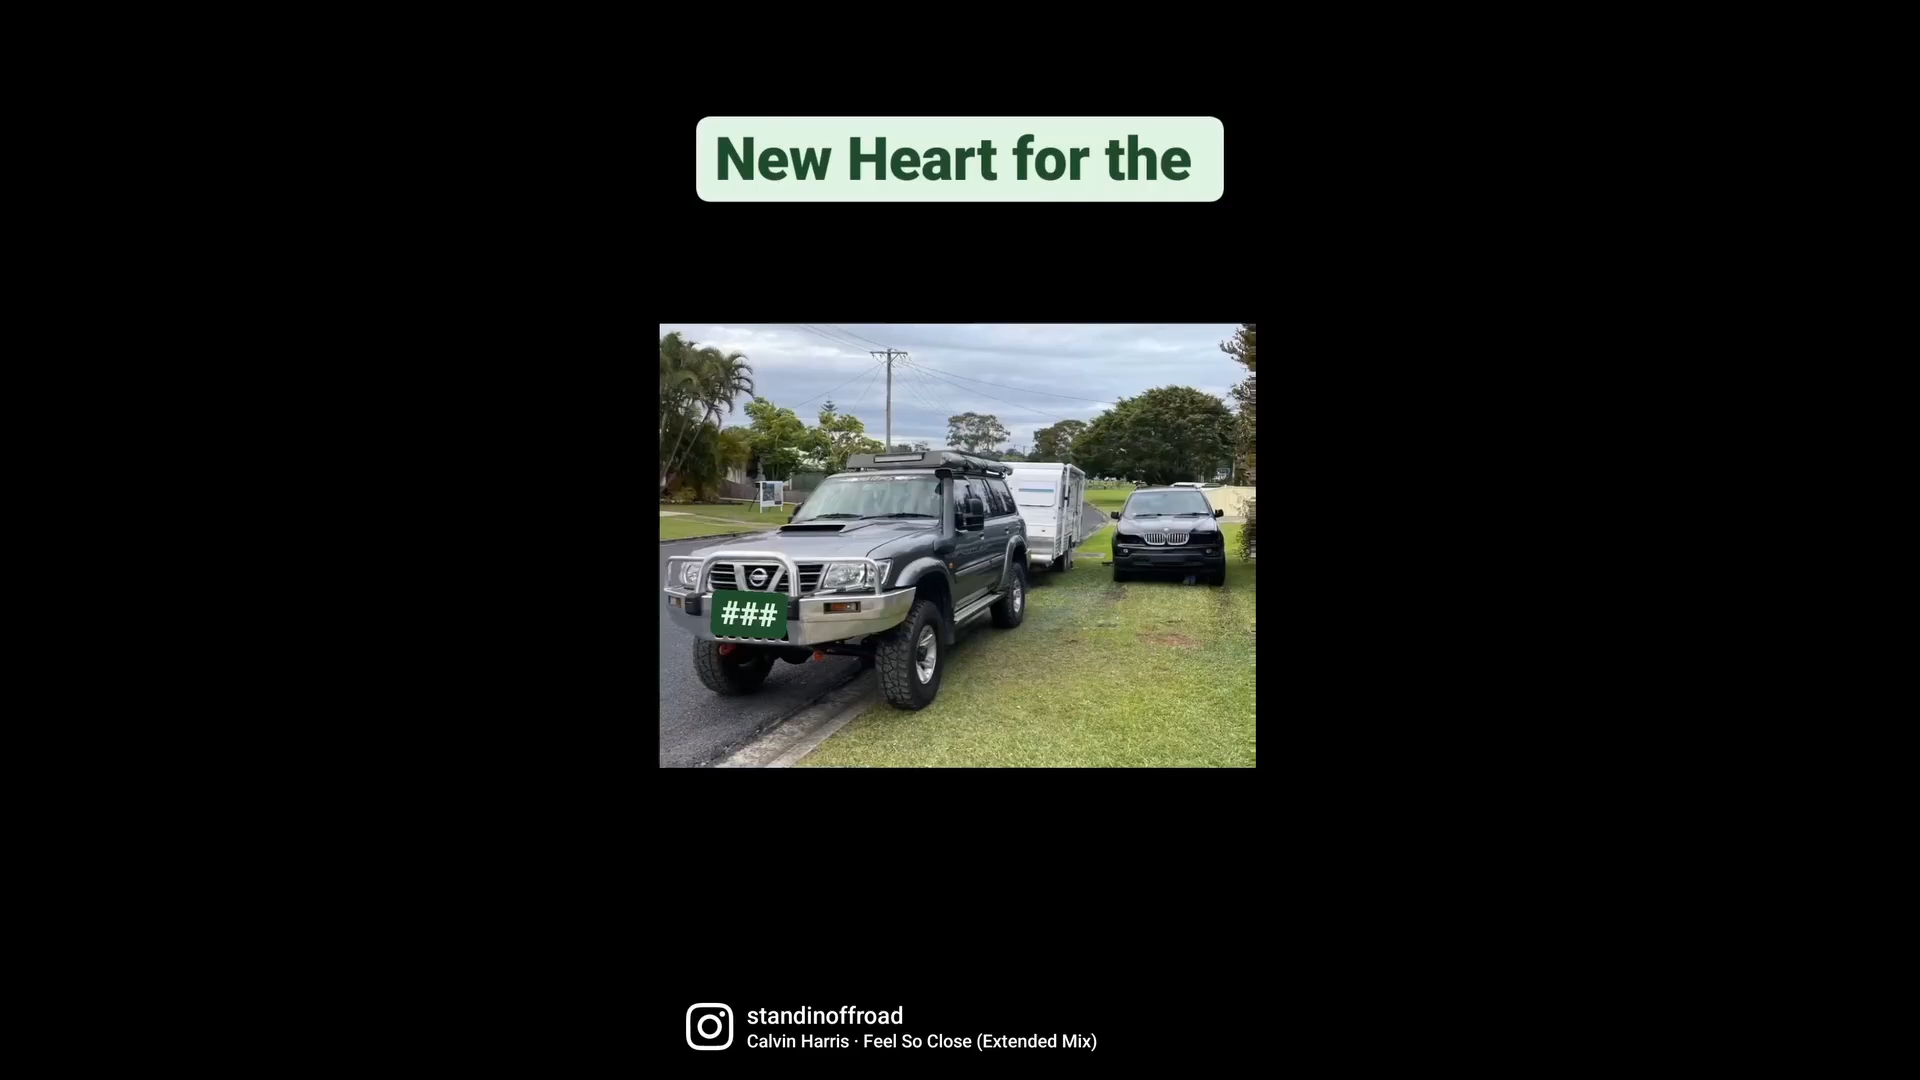 New Heart for the
###
standinoffroad
Calvin Harris · Feel So Close (Extended Mix)